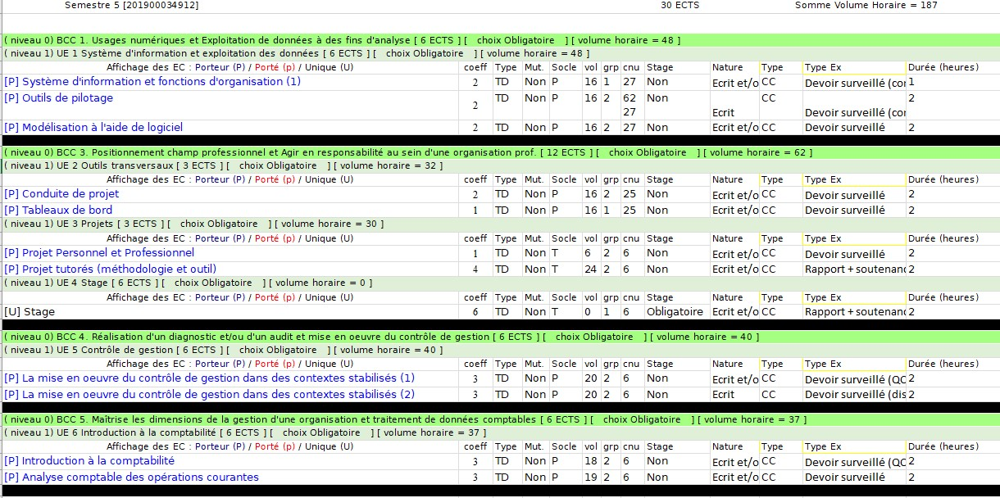 Semestre 5 [201900034912] 30 ECTS Somme Volume Horaire = 187
( niveau 0) BCC 1. Usages numériques et Exploitation de données à des fins d'analyse [ 6 ECTS ] [ choix Obligatoire ] [ volume horaire = 48 ]
( niveau 1) UE 1 Système d'information et exploitation des données [ 6 ECTS ] [ choix Obligatoire ] [ volume horaire = 48 ]
Affichage des EC : Porteur (P) / Porté (p) / Unique (U) coeff Type Mut. Socle vol grp cnu Stage Nature Type Type Ex Durée (heures)
[P] Système d'information et fonctions d'organisation (1) 2 TD Non P 16 1 27 Non Ecrit et/o CC Devoir surveillé (cor 1
[P] Outils de pilotage 2 TD Non P 16 2 62 27 Non Ecrit CC Devoir surveillé (cor 2
[P] Modélisation à l'aide de logiciel 2 TD Non P 16 2 27 Non Ecrit et/o CC Devoir surveillé 2
( niveau 0) BCC 3. Positionnement champ professionnel et Agir en responsabilité au sein d'une organisation prof. [ 12 ECTS ] [ choix Obligatoire ] [ volume horaire = 62 ]
( niveau 1) UE 2 Outils transversaux [ 3 ECTS ] [ choix Obligatoire ] [ volume horaire = 32 ]
Affichage des EC : Porteur (P) / Porté (p) / Unique (U) coeff Type Mut. Socle vol grp cnu Stage Nature Type Type Ex Durée (heures)
[P] Conduite de projet 2 TD Non P 16 2 25 Non Ecrit et/o CC Devoir surveillé 2
[P] Tableaux de bord 1 TD Non P 16 1 25 Non Ecrit et/o CC Devoir surveillé 2
( niveau 1) UE 3 Projets [ 3 ECTS ] [ choix Obligatoire ] [ volume horaire = 30 ]
Affichage des EC : Porteur (P) / Porté (p) / Unique (U) coeff Type Mut. Socle vol grp cnu Stage Nature Type Type Ex Durée (heures)
[P] Projet Personnel et Professionnel 1 TD Non T 6 2 6 Non Ecrit et/o CC Devoir surveillé 2
[P] Projet tutorés (méthodologie et outil) 4 TD Non T 24 2 6 Non Ecrit et/o CC Rapport + soutenanc 2
( niveau 1) UE 4 Stage [ 6 ECTS ] [ choix Obligatoire ] [ volume horaire = 0 ]
Affichage des EC : Porteur (P) / Porté (p) / Unique (U) coeff Type Mut. Socle vol grp cnu Stage Nature Type Type Ex Durée (heures)
[U] Stage 6 TD Non T 0 1 6 Obligatoire Ecrit et/o CC Rapport + soutenanc 2
( niveau 0) BCC 4. Réalisation d'un diagnostic et/ou d'un audit et mise en oeuvre du contrôle de gestion [ 6 ECTS ] [ choix Obligatoire ] [ volume horaire = 40 ]
( niveau 1) UE 5 Contrôle de gestion [ 6 ECTS ] [ choix Obligatoire ] [ volume horaire = 40 ]
Affichage des EC : Porteur (P) / Porté (p) / Unique (U) coeff Type Mut. Socle vol grp cnu Stage Nature Type Type Ex Durée (heures)
[P] La mise en oeuvre du contrôle de gestion dans des contextes stabilisés (1) 3 TD Non P 20 2 6 Non Ecrit et/o CC Devoir surveillé (QC 2
[P] La mise en oeuvre du contrôle de gestion dans des contextes stabilisés (2) 3 TD Non P 20 2 6 Non Ecrit CC Devoir surveillé (dis 2
( niveau 0) BCC 5. Maîtrise les dimensions de la gestion d'une organisation et traitement de données comptables [ 6 ECTS ] [ choix Obligatoire ] [ volume horaire = 37 ]
( niveau 1) UE 6 Introduction à la comptabilité [ 6 ECTS ] [ choix Obligatoire ] [ volume horaire = 37 ]
Affichage des EC : Porteur (P) / Porté (p) / Unique (U) coeff Type Mut. Socle vol grp cnu Stage Nature Type Type Ex Durée (heures)
[P] Introduction à la comptabilité 3 TD Non P 18 2 6 Non Ecrit et/o CC Devoir surveillé (QC 2
[P] Analyse comptable des opérations courantes 3 TD Non P 19 2 6 Non Ecrit et/o CC Devoir surveillé 2